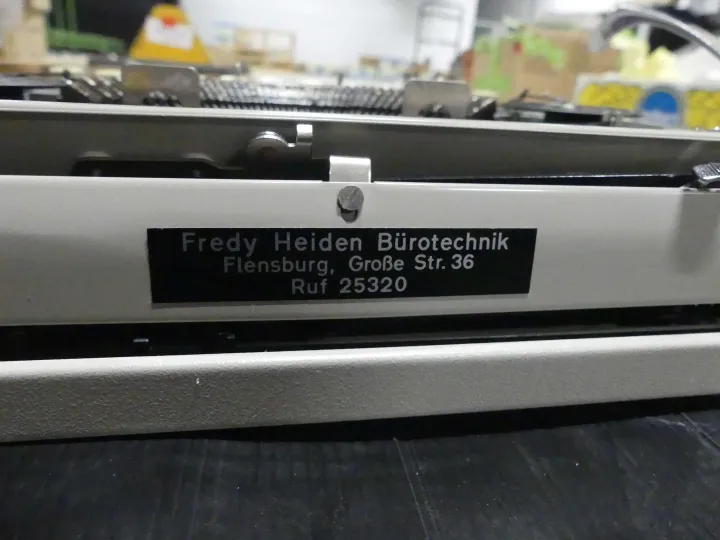 Fredy Heiden Bürotechnik
Flensburg, Große Str. 36
Ruf 25320